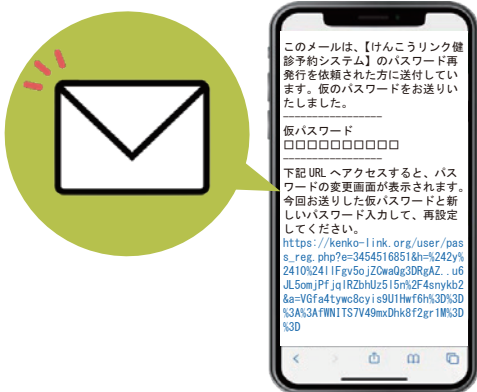 このメールは、【けんこうリンク健
診予約システム】のパスワード再
発行を依頼された方に送付してい
ます。仮のパスワードをお送りい
たしました。
-----------------
仮パスワード
□□□□□□□□□□
-----------------
下記 URL へアクセスすると、パス
ワードの変更画面が表示されます。
今回お送りした仮パスワードと新
しいパスワード入力して、再設定
してください。
https://kenko-link.org/user/pas
s_reg.php?e=3454516851&h=%242y%
2410%24llFgv5ojZOwaQg3DRgAZ..u6
JL5omjPfjqlRZbhUz5l5n%2F4snykb2
&a=VGfa4tywc8cyis9U1Hwf6h%3D%3D
%3A%3AfWNITS7V49mxDhk8f2gr1M%3D
%3D